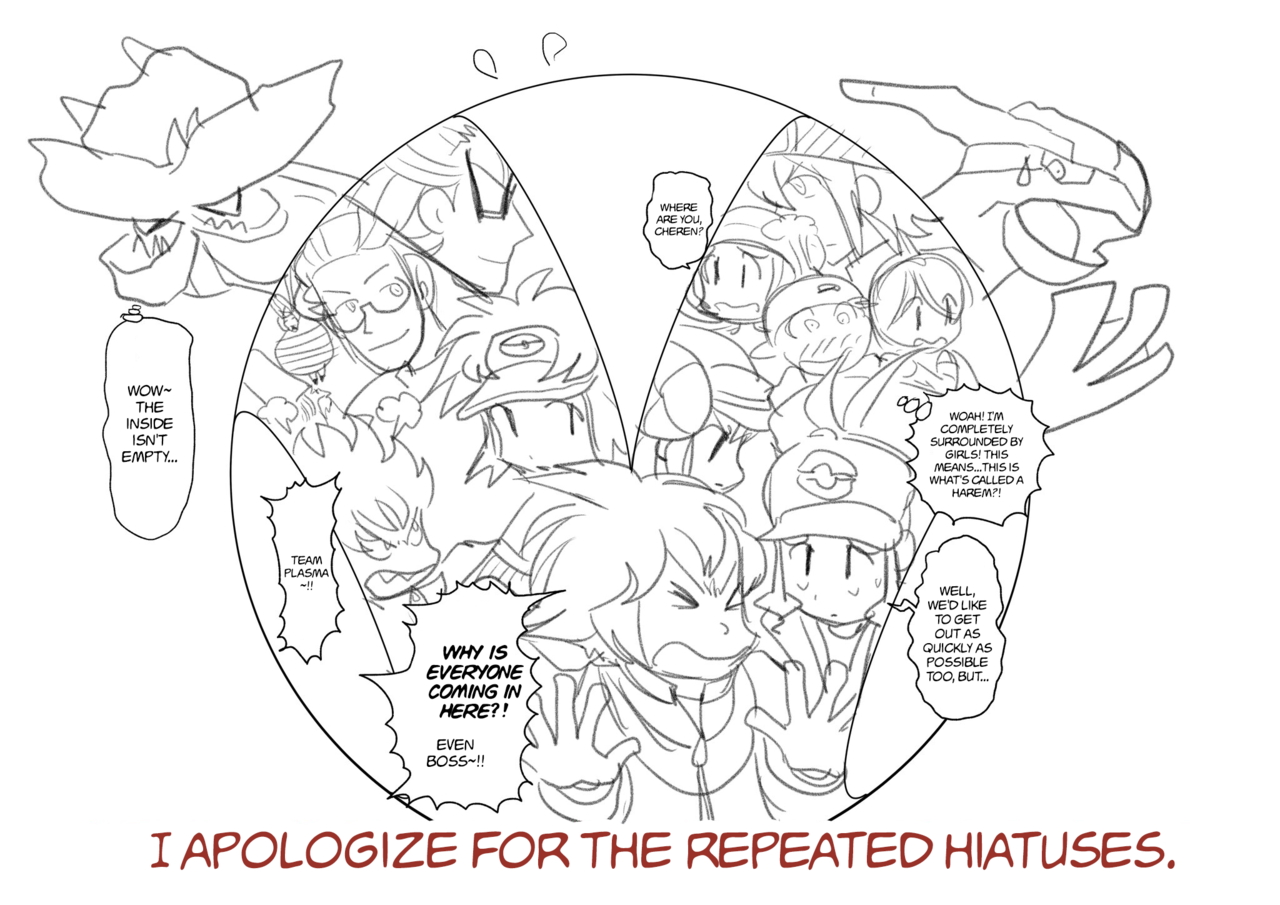 WHERE
ARE YOU,
CHEREN?
WOW~
THE
INSIDE
ISN'T
EMPTY...
WOAH! I'M
COMPLETELY
SURROUNDED BY
GIRLS! THIS
MEANS...THIS IS
WHAT'S CALLED A
HAREM?!
TEAM
PLASMA
~!!
WELL,
WE'D LIKE
TO GET
OUT AS
QUICKLY AS
POSSIBLE
TOO, BUT...
WHY IS
EVERYONE
COMING IN
HERE?!
EVEN
BOSS~!!
I APOLOGIZE FOR THE REPEATED HIATUSES.